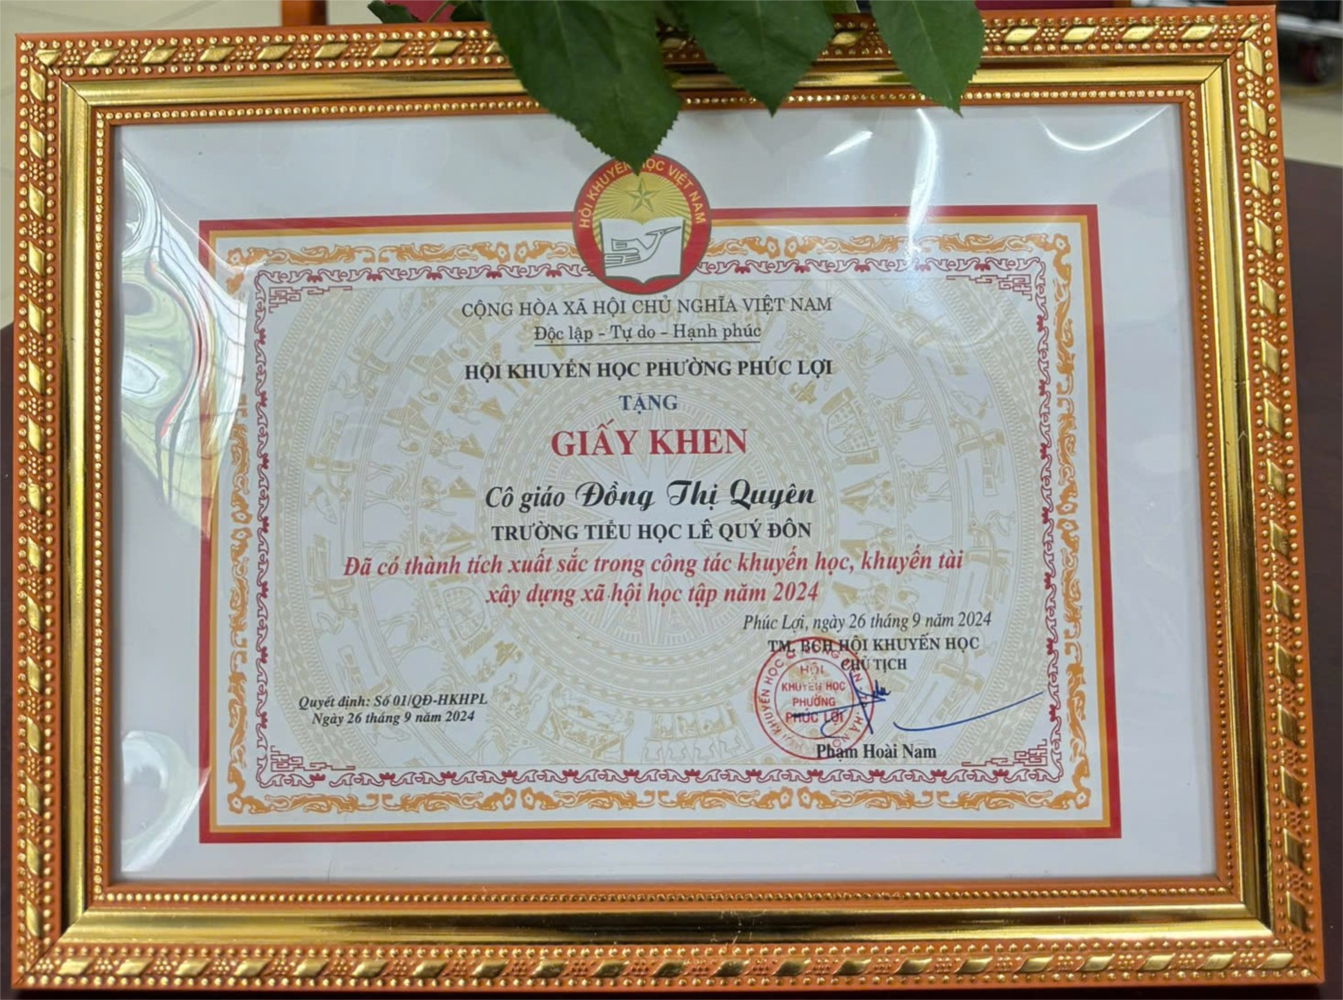 HỘI KHUYẾN HỌC VIỆT NAM
CỘNG HÒA XÃ HỘI CHỦ NGHĨA VIỆT NAM
Độc lập - Tự do - Hạnh phúc
HỘI KHUYẾN HỌC PHƯỜNG PHÚC LỢI
TẶNG
GIẤY KHEN
Cô giáo Đồng Thị Quyên
TRƯỜNG TIỂU HỌC LÊ QUÝ ĐÔN
Đã có thành tích xuất sắc trong công tác khuyến học, khuyến tài
xây dựng xã hội học tập năm 2024
Phúc Lợi, ngày 26 tháng 9 năm 2024
TM. BCH HỘI KHUYẾN HỌC
CHỦ TỊCH
HỘI
KHUYẾN HỌC
PHƯỜNG
PHÚC LỢI
Phạm Hoài Nam
Quyết định: Số 01/QĐ-HKHPL
Ngày 26 tháng 9 năm 2024